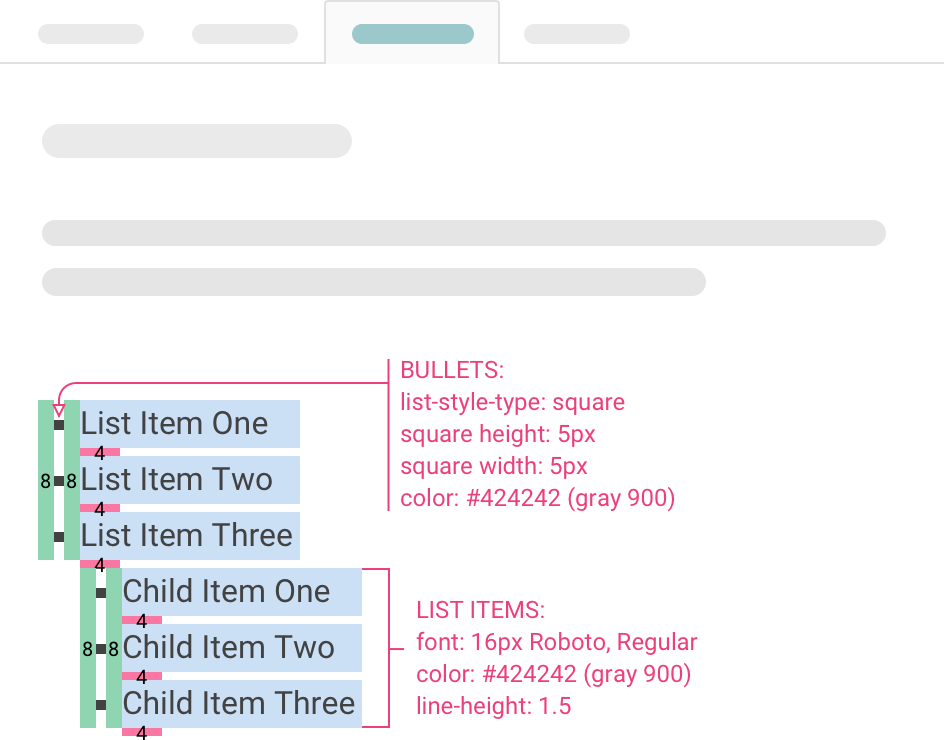 BULLETS:
list-style-type: square
List Item One
square height: 5px
4
square width: 5px
8 8 List Item Two
color: #424242 (gray 900)
4
List Item Three
4
Child Item One
LIST ITEMS:
4
font: 16px Roboto, Regular
8 8 Child Item Two
color: #424242 (gray 900)
4
Child Item Three
line-height: 1.5
4